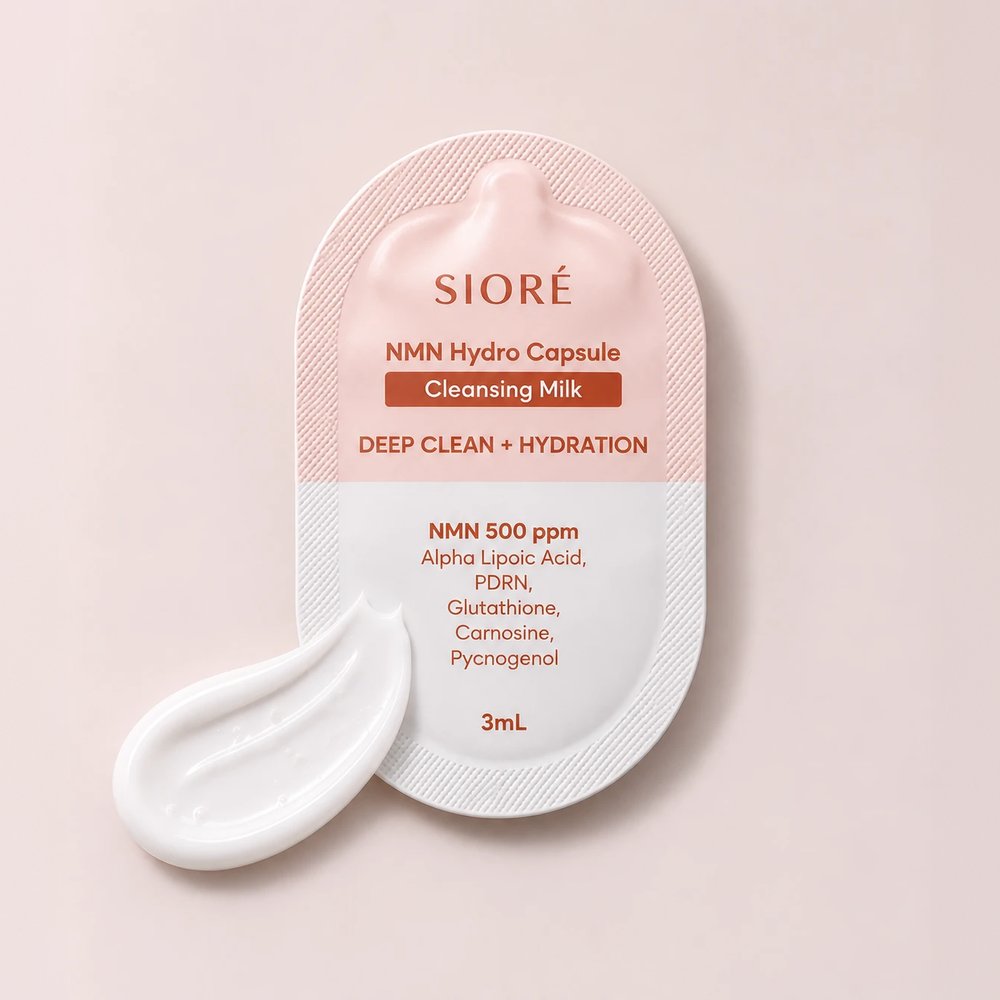 SIORÉ
NMN Hydro Capsule
Cleansing Milk
DEEP CLEAN + HYDRATION
NMN 500 ppm
Alpha Lipoic Acid,
PDRN,
Glutathione,
Carnosine,
Pycnogenol
3mL